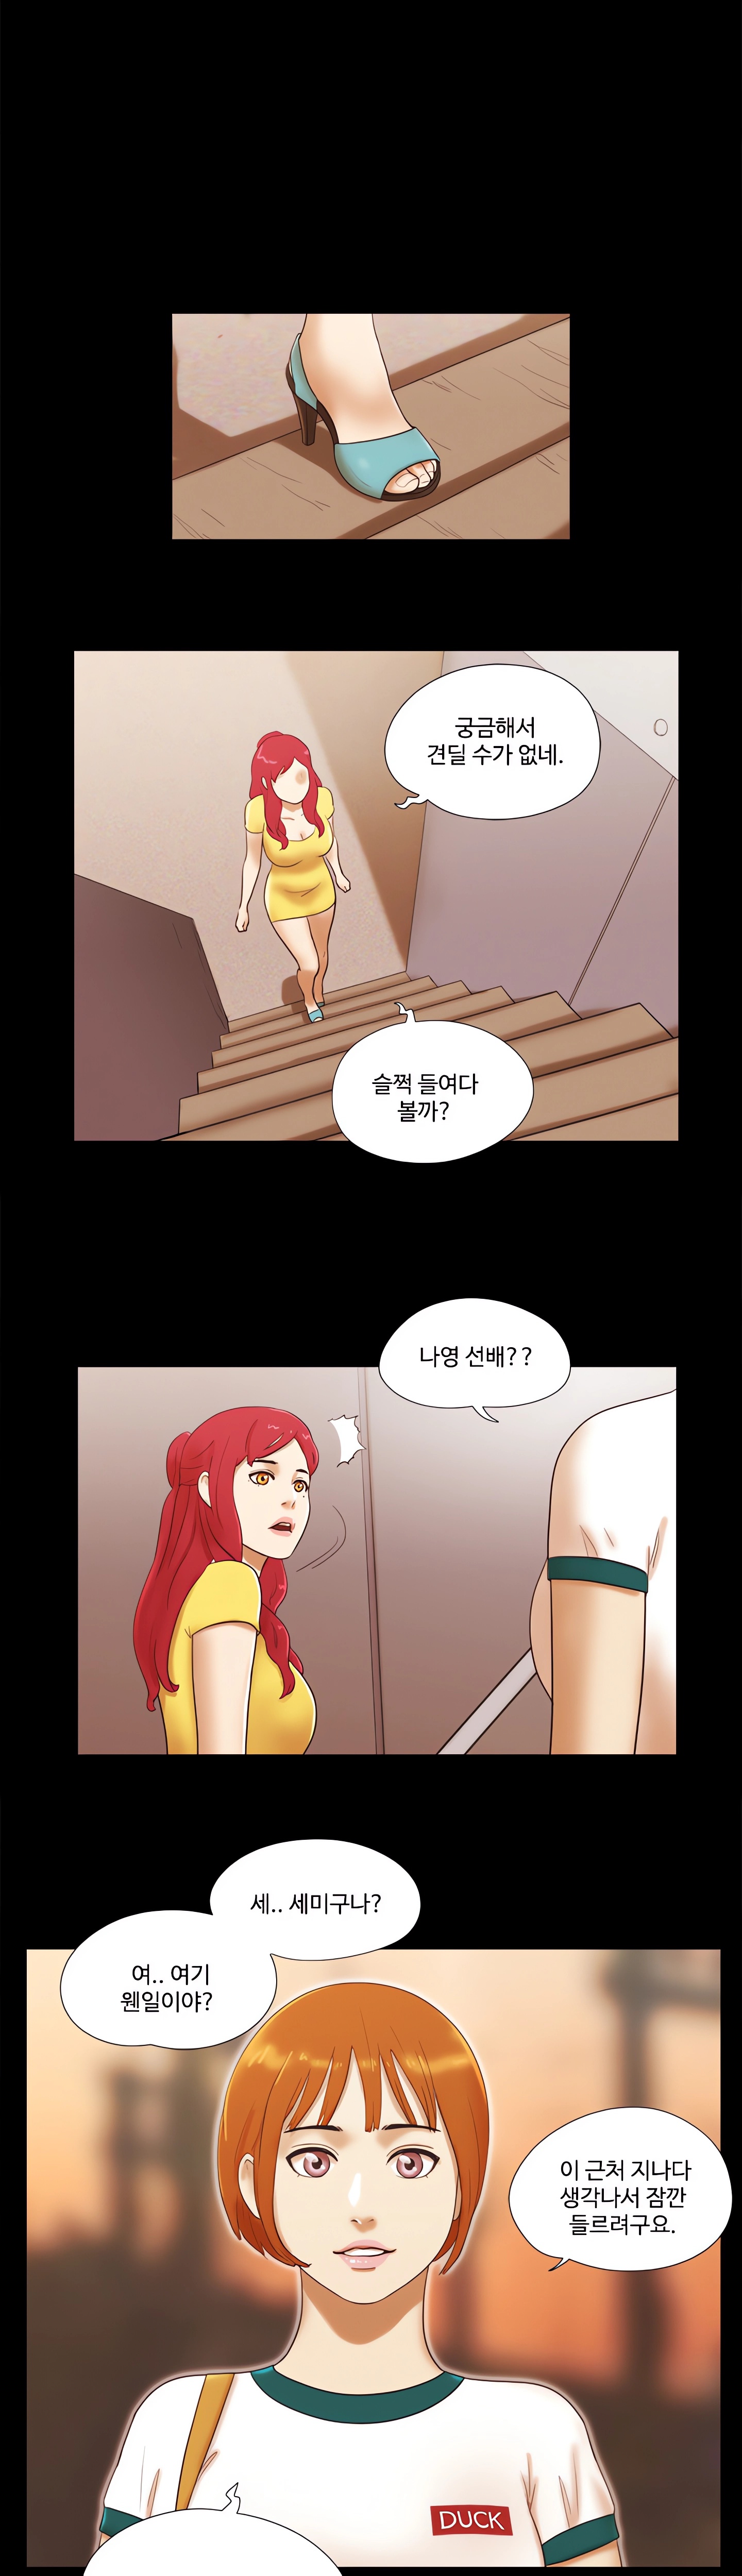 궁금해서
견딜 수가 없네.
슬쩍 들여다
볼까?
나영 선배??
세.. 세미구나?
여.. 여기
웬일이야?
이 근처 지나다
생각나서 잠깐
들르려구요.
DUCK